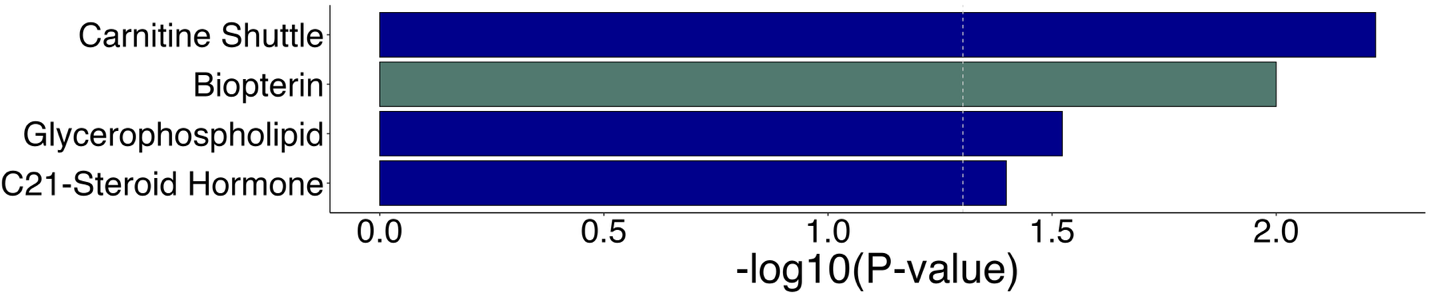 Carnitine Shuttle
Biopterin
Glycerophospholipid
C21-Steroid Hormone
0.0 0.5 1.0 1.5 2.0
-log10(P-value)